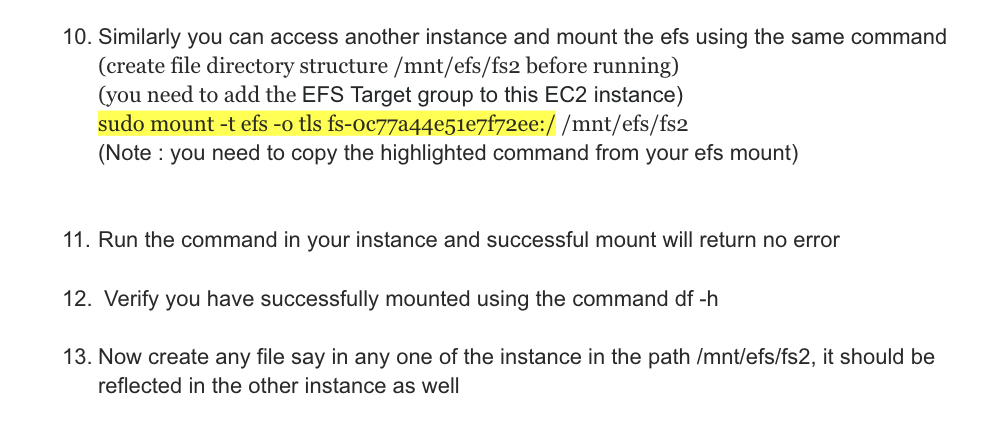 10. Similarly you can access another instance and mount the efs using the same command
(create file directory structure /mnt/efs/fs2 before running)
(you need to add the EFS Target group to this EC2 instance)
sudo mount -t efs -o tls fs-0c77a44e51e7f72ee:/ /mnt/efs/fs2
(Note : you need to copy the highlighted command from your efs mount)
11. Run the command in your instance and successful mount will return no error
12. Verify you have successfully mounted using the command df -h
13. Now create any file say in any one of the instance in the path /mnt/efs/fs2, it should be
reflected in the other instance as well